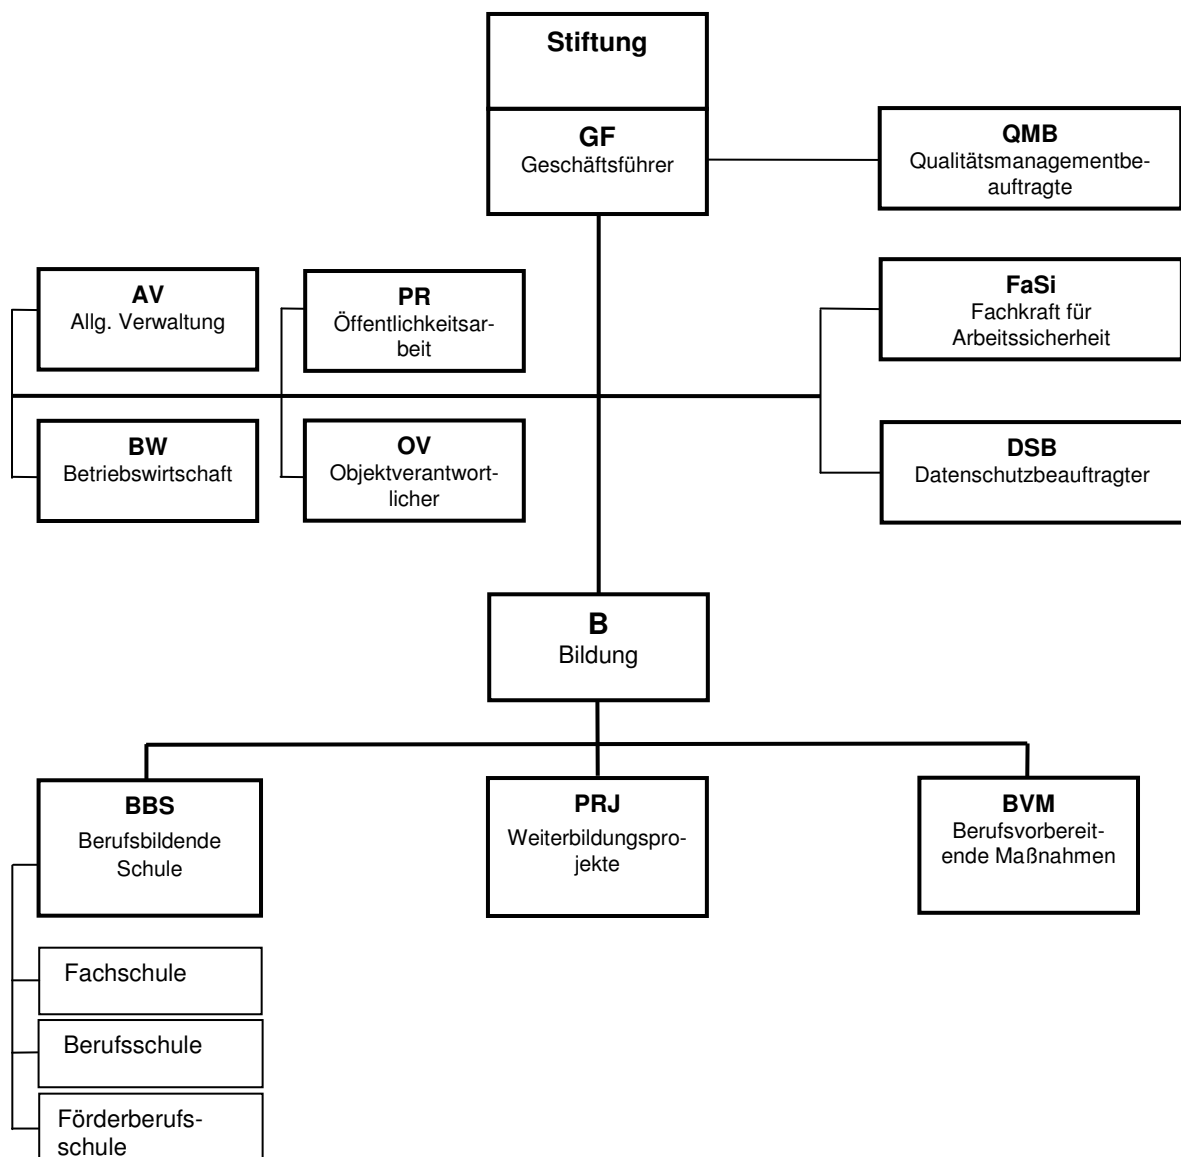 Stiftung
GF
Geschäftsführer
QMB
Qualitätsmanagementbe-
auftragte
AV
Allg. Verwaltung
PR
Öffentlichkeitsar-
beit
FaSi
Fachkraft für
Arbeitssicherheit
BW
Betriebswirtschaft
OV
Objektverantwort-
licher
DSB
Datenschutzbeauftragter
B
Bildung
BBS
Berufsbildende
Schule
PRJ
Weiterbildungspro-
jekte
BVM
Berufsvorbereit-
ende Maßnahmen
Fachschule
Berufsschule
Förderberufs-
schule